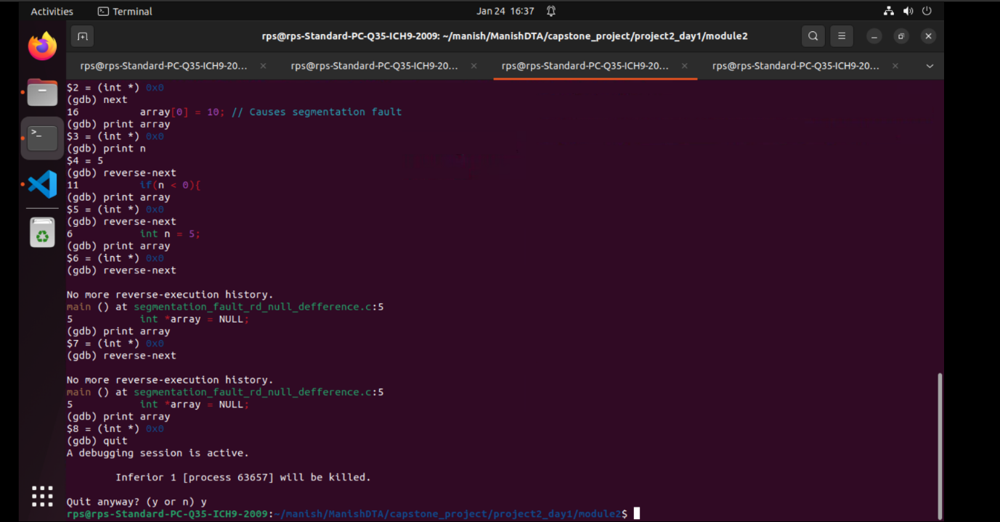 Activities Terminal Jan 24 16:37
rps@rps-Standard-PC-Q35-ICH9-2009: ~/manish/ManishDTA/capstone_project/project2_day1/module2
rps@rps-Standard-PC-Q35-ICH9-20... × rps@rps-Standard-PC-Q35-ICH9-20... × rps@rps-Standard-PC-Q35-ICH9-20... × rps@rps-Standard-PC-Q35-ICH9-20... ×
$2 = (int *) 0x0
(gdb) next
16 array[0] = 10; // Causes segmentation fault
(gdb) print array
$3 = (int *) 0x0
(gdb) print n
$4 = 5
(gdb) reverse-next
11 if(n < 0){
(gdb) print array
$5 = (int *) 0x0
(gdb) reverse-next
6 int n = 5;
(gdb) print array
$6 = (int *) 0x0
(gdb) reverse-next
No more reverse-execution history.
main () at segmentation_fault_rd_null_defference.c:5
5 int *array = NULL;
(gdb) print array
$7 = (int *) 0x0
(gdb) reverse-next
No more reverse-execution history.
main () at segmentation_fault_rd_null_defference.c:5
5 int *array = NULL;
(gdb) print array
$8 = (int *) 0x0
(gdb) quit
A debugging session is active.
Inferior 1 [process 63657] will be killed.
Quit anyway? (y or n) y
rps@rps-Standard-PC-Q35-ICH9-2009:~/manish/ManishDTA/capstone_project/project2_day1/module2$